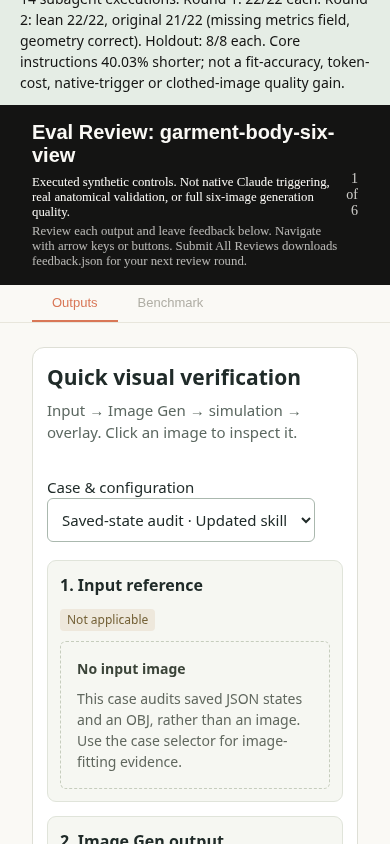 14 subagent executions. Round 1: 22/22 each. Round
2: lean 22/22, original 21/22 (missing metrics field,
geometry correct). Holdout: 8/8 each. Core
instructions 40.03% shorter; not a fit-accuracy, token-
cost, native-trigger or clothed-image quality gain.
Eval Review: garment-body-six-
view
Executed synthetic controls. Not native Claude triggering,
real anatomical validation, or full six-image generation
quality.
Review each output and leave feedback below. Navigate
with arrow keys or buttons. Submit All Reviews downloads
feedback.json for your next review round.
1
of
6
Outputs
Benchmark
Quick visual verification
Input → Image Gen → simulation →
overlay. Click an image to inspect it.
Case & configuration
Saved-state audit · Updated skill
1. Input reference
Not applicable
No input image
This case audits saved JSON states
and an OBJ, rather than an image.
Use the case selector for image-
fitting evidence.
2. Image Gen output